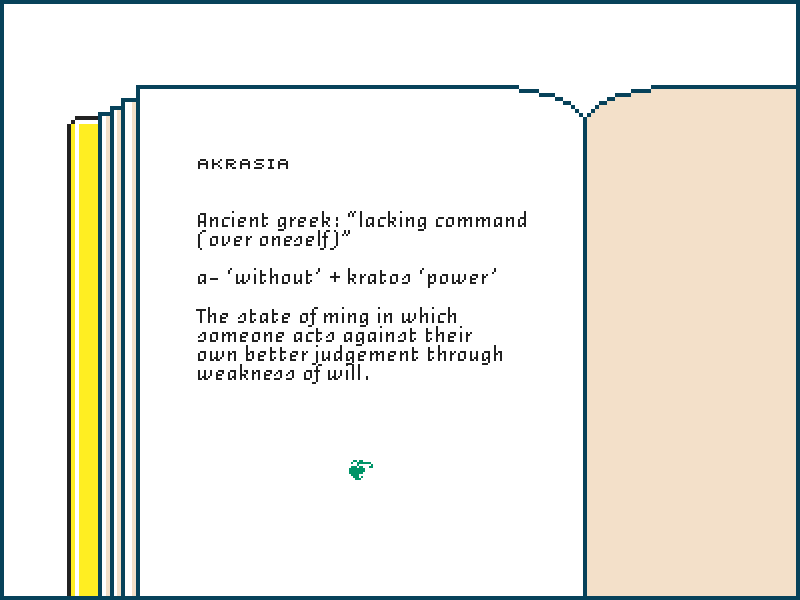 AKRASIA
Ancient greek: “lacking command
(over oneself)”
a- ‘without’ + kratos ‘power’
The state of ming in which
someone acts against their
own better judgement through
weakness of will.